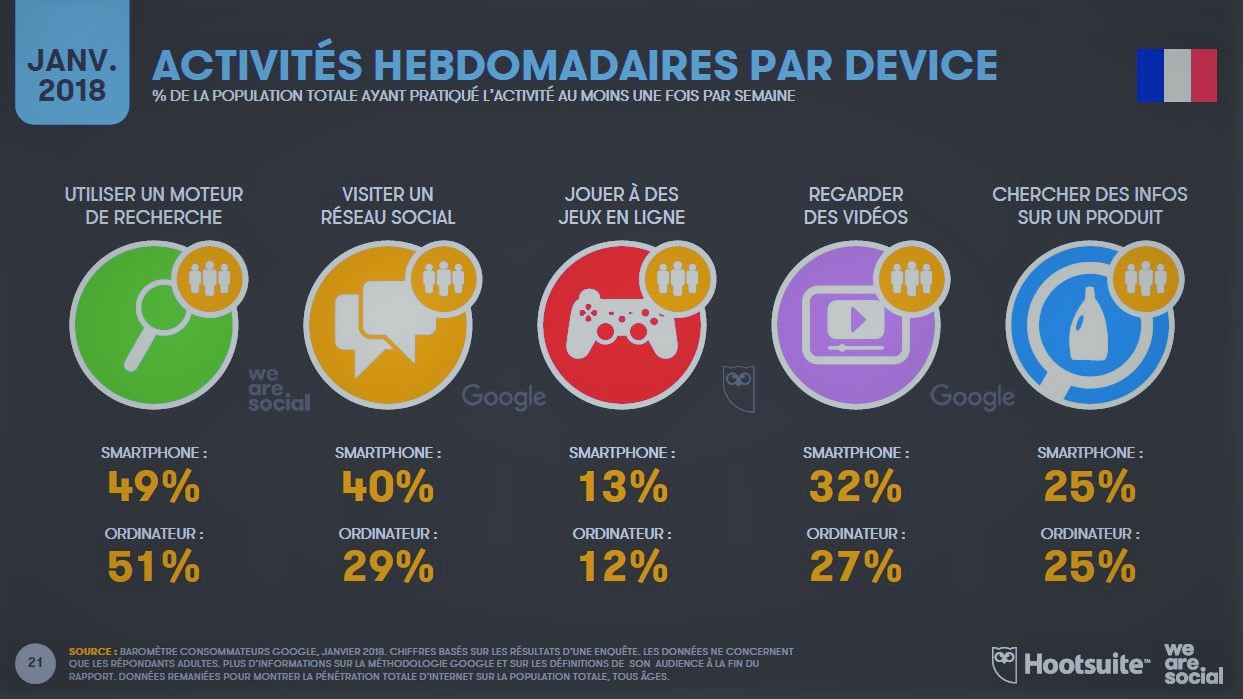 JANV.
2018
ACTIVITÉS HEBDOMADAIRES PAR DEVICE
% DE LA POPULATION TOTALE AYANT PRATIQUÉ L'ACTIVITÉ AU MOINS UNE FOIS PAR SEMAINE
UTILISER UN MOTEUR
DE RECHERCHE
VISITER UN
RÉSEAU SOCIAL
JOUER À DES
JEUX EN LIGNE
REGARDER
DES VIDÉOS
CHERCHER DES INFOS
SUR UN PRODUIT
we
are
social
Google
Google
SMARTPHONE :
49%
SMARTPHONE :
40%
SMARTPHONE :
13%
SMARTPHONE :
32%
SMARTPHONE :
25%
ORDINATEUR :
51%
ORDINATEUR :
29%
ORDINATEUR :
12%
ORDINATEUR :
27%
ORDINATEUR :
25%
21
SOURCE : BAROMÈTRE CONSOMMATEURS GOOGLE, JANVIER 2018. CHIFFRES BASÉS SUR LES RÉSULTATS D'UNE ENQUÊTE. LES DONNÉES NE CONCERNENT
QUE LES RÉPONDANTS ADULTES. PLUS D'INFORMATIONS SUR LA MÉTHODOLOGIE GOOGLE ET SUR LES DÉFINITIONS DE SON AUDIENCE À LA FIN DU
RAPPORT. DONNÉES REMANIÉES POUR MONTRER LA PÉNÉTRATION TOTALE D'INTERNET SUR LA POPULATION TOTALE, TOUS ÂGES.
Hootsuite™
we
are
social